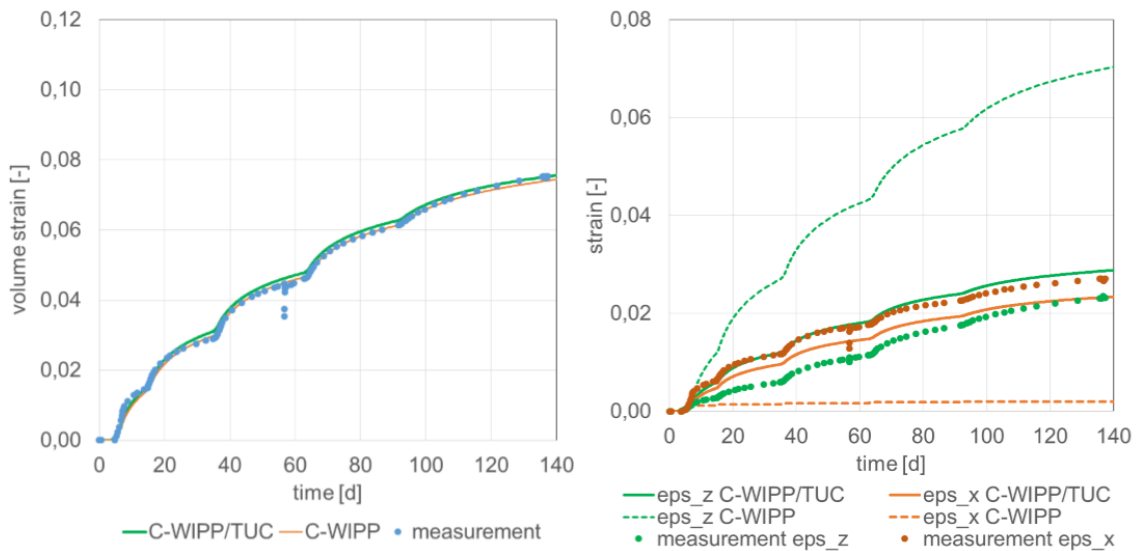 0,12
0,10
0,08
0,06
0,04
0,02
0,00
volume strain [-]
0 20 40 60 80 100 120 140
time [d]
C-WIPP/TUC C-WIPP measurement
0,08
0,06
0,04
0,02
0,00
strain [-]
0 20 40 60 80 100 120 140
time [d]
eps_z C-WIPP/TUC eps_x C-WIPP/TUC
eps_z C-WIPP eps_x C-WIPP
measurement eps_z measurement eps_x